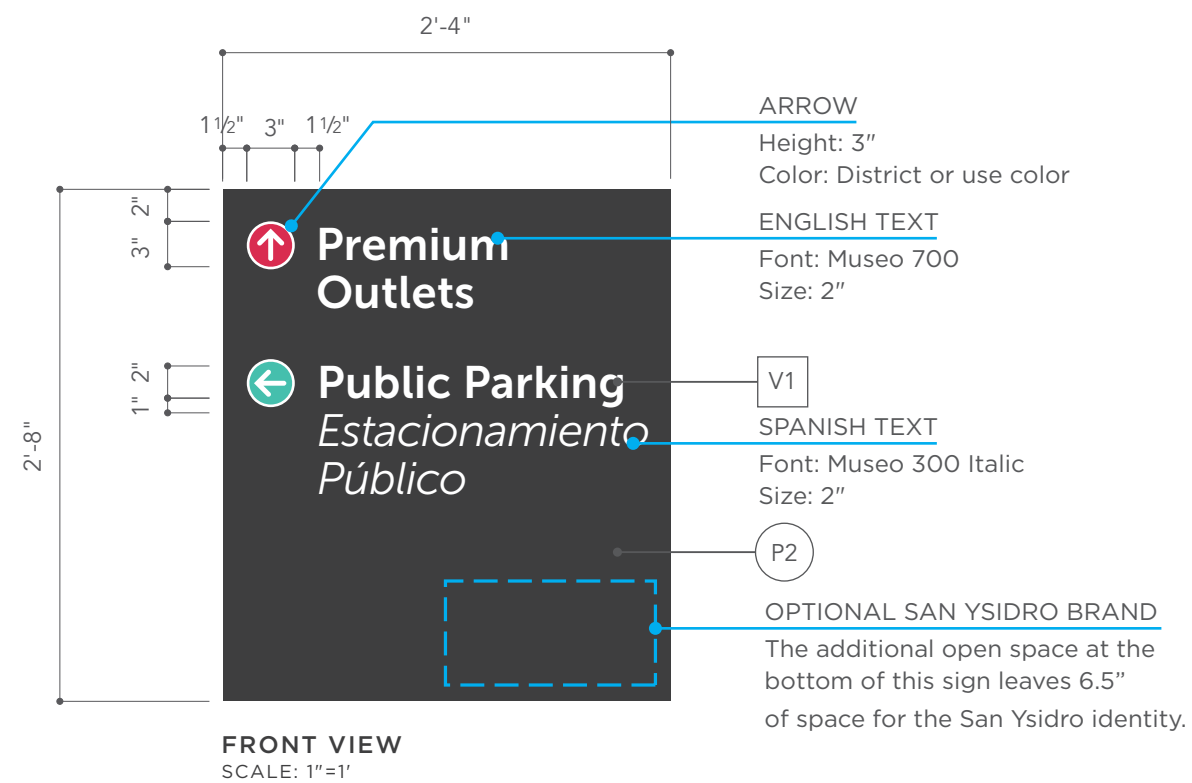 2'-4"
1 1/2" 3" 1 1/2"
ARROW
Height: 3"
Color: District or use color
2"
3"
Premium
Outlets
ENGLISH TEXT
Font: Museo 700
Size: 2"
2"
1"
Public Parking
Estacionamiento
Público
V1
SPANISH TEXT
Font: Museo 300 Italic
Size: 2"
2'-8"
P2
OPTIONAL SAN YSIDRO BRAND
The additional open space at the
bottom of this sign leaves 6.5”
of space for the San Ysidro identity.
FRONT VIEW
SCALE: 1"=1'